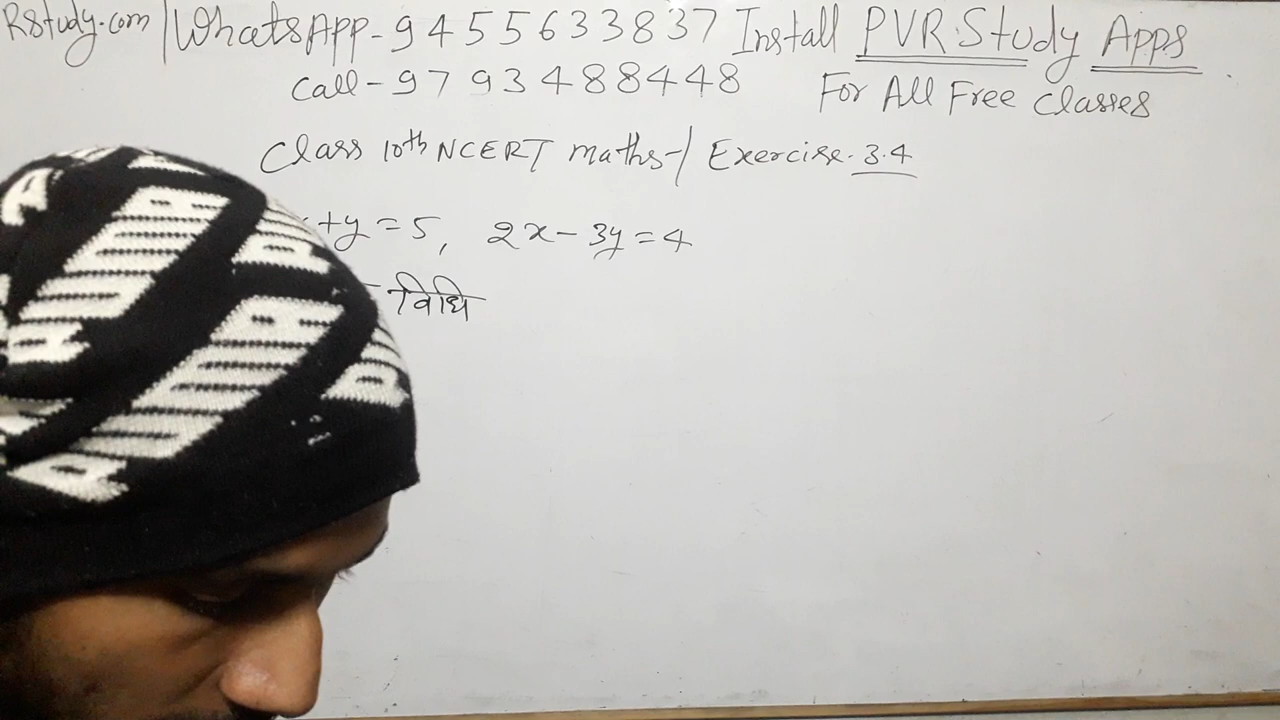 Rstudy.com | WhatsApp - 9455633837 Install PVR Study Apps
Call - 9793488448 For All Free Classes
Class 10th NCERT maths - | Exercise - 3.4
+y = 5, 2x - 3y = 4
विधि